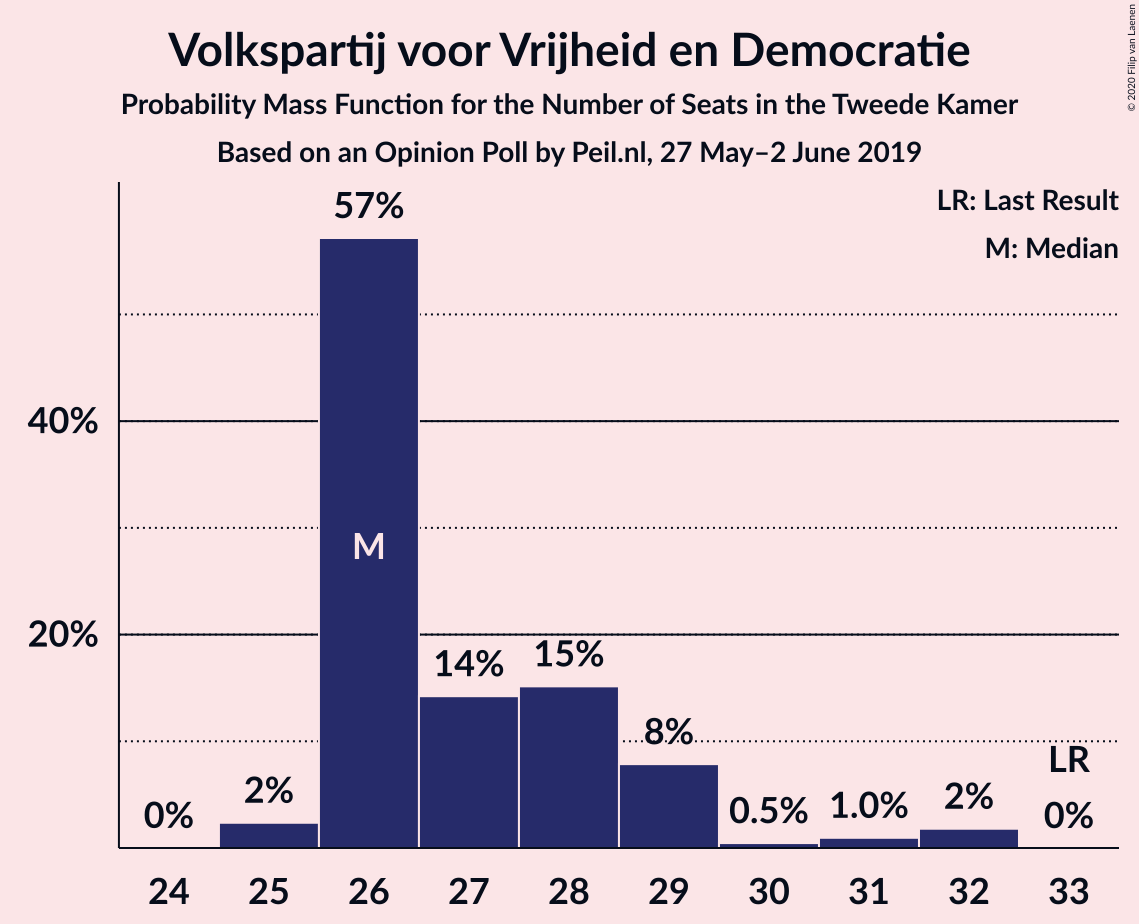 Volkspartij voor Vrijheid en Democratie
Probability Mass Function for the Number of Seats in the Tweede Kamer
Based on an Opinion Poll by Peil.nl, 27 May–2 June 2019
© 2020 Filip van Laenen
LR: Last Result
M: Median
57%
40%
M
20%
14%
15%
8%
LR
0%
2%
0.5%
1.0%
2%
0%
24 25 26 27 28 29 30 31 32 33